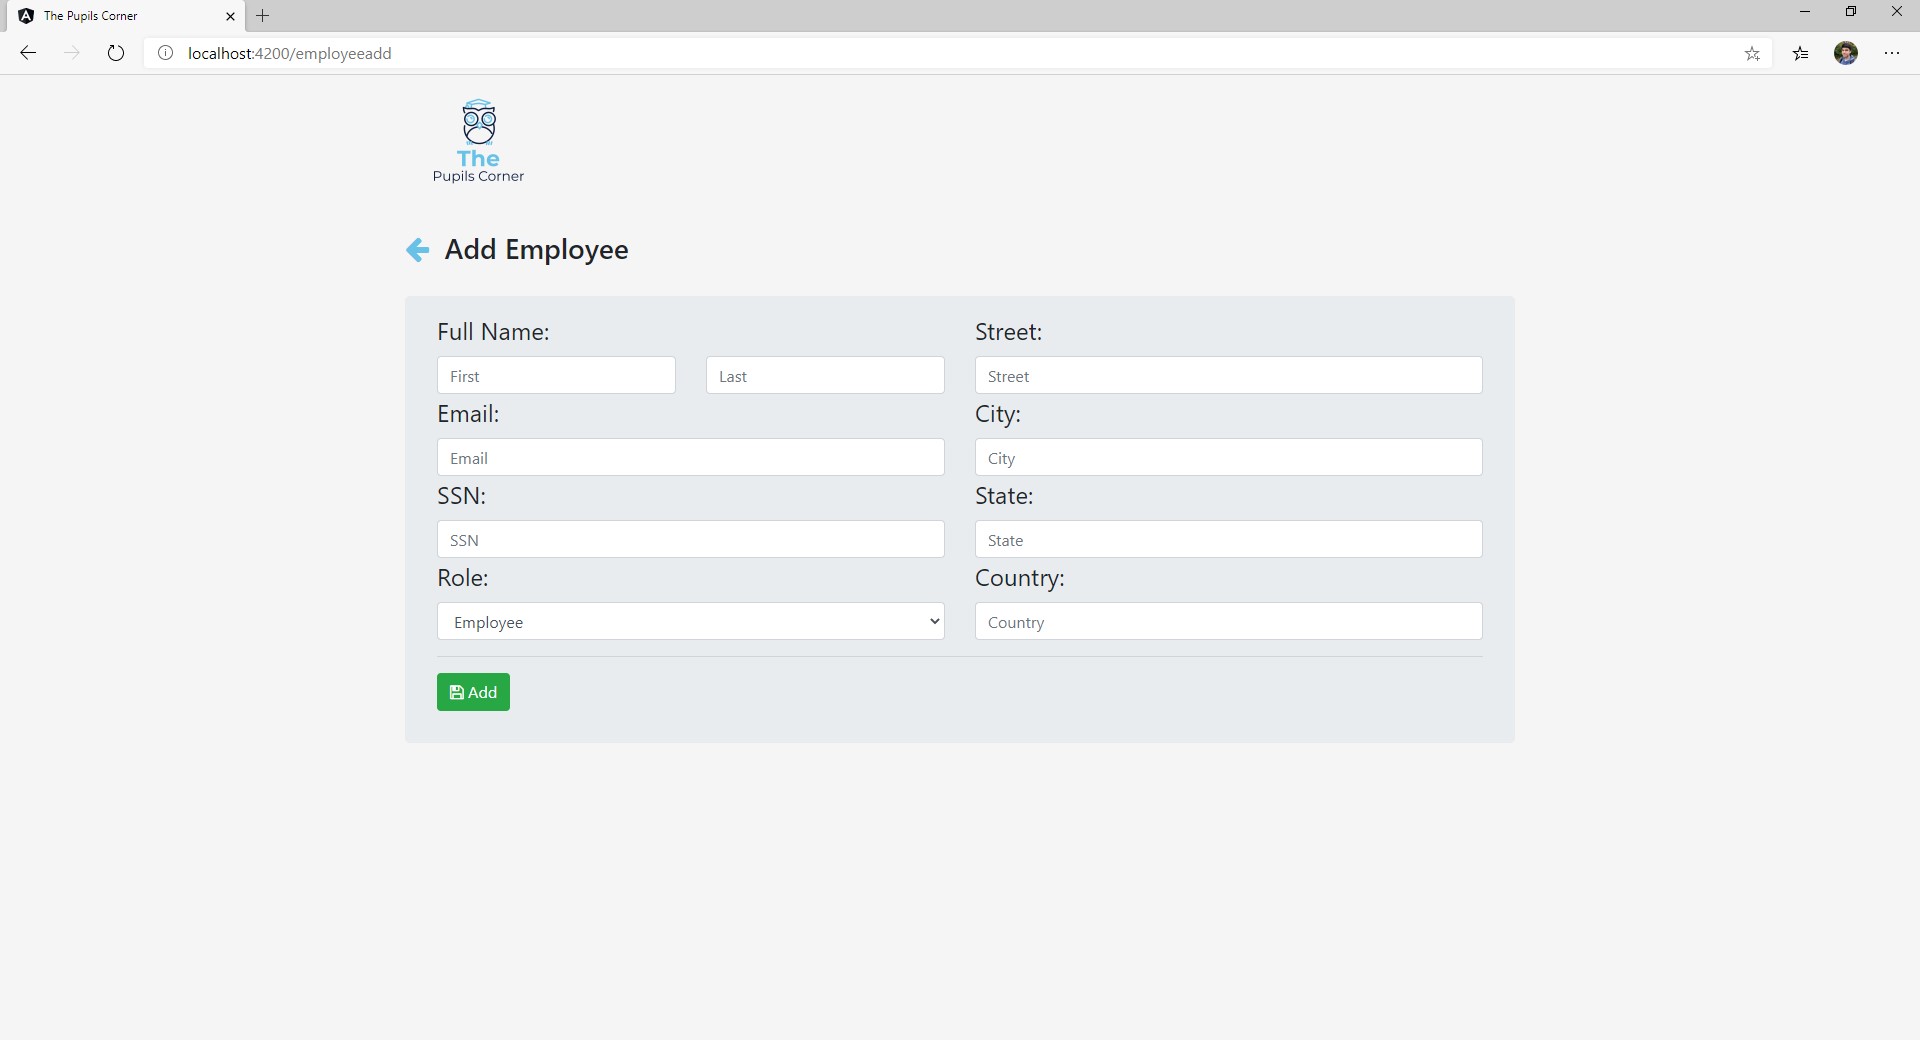 The Pupils Corner
localhost:4200/employeeadd
The
Pupils Corner
Add Employee
Full Name:
First Last
Email:
Email
SSN:
SSN
Role:
Employee
Street:
Street
City:
City
State:
State
Country:
Country
Add